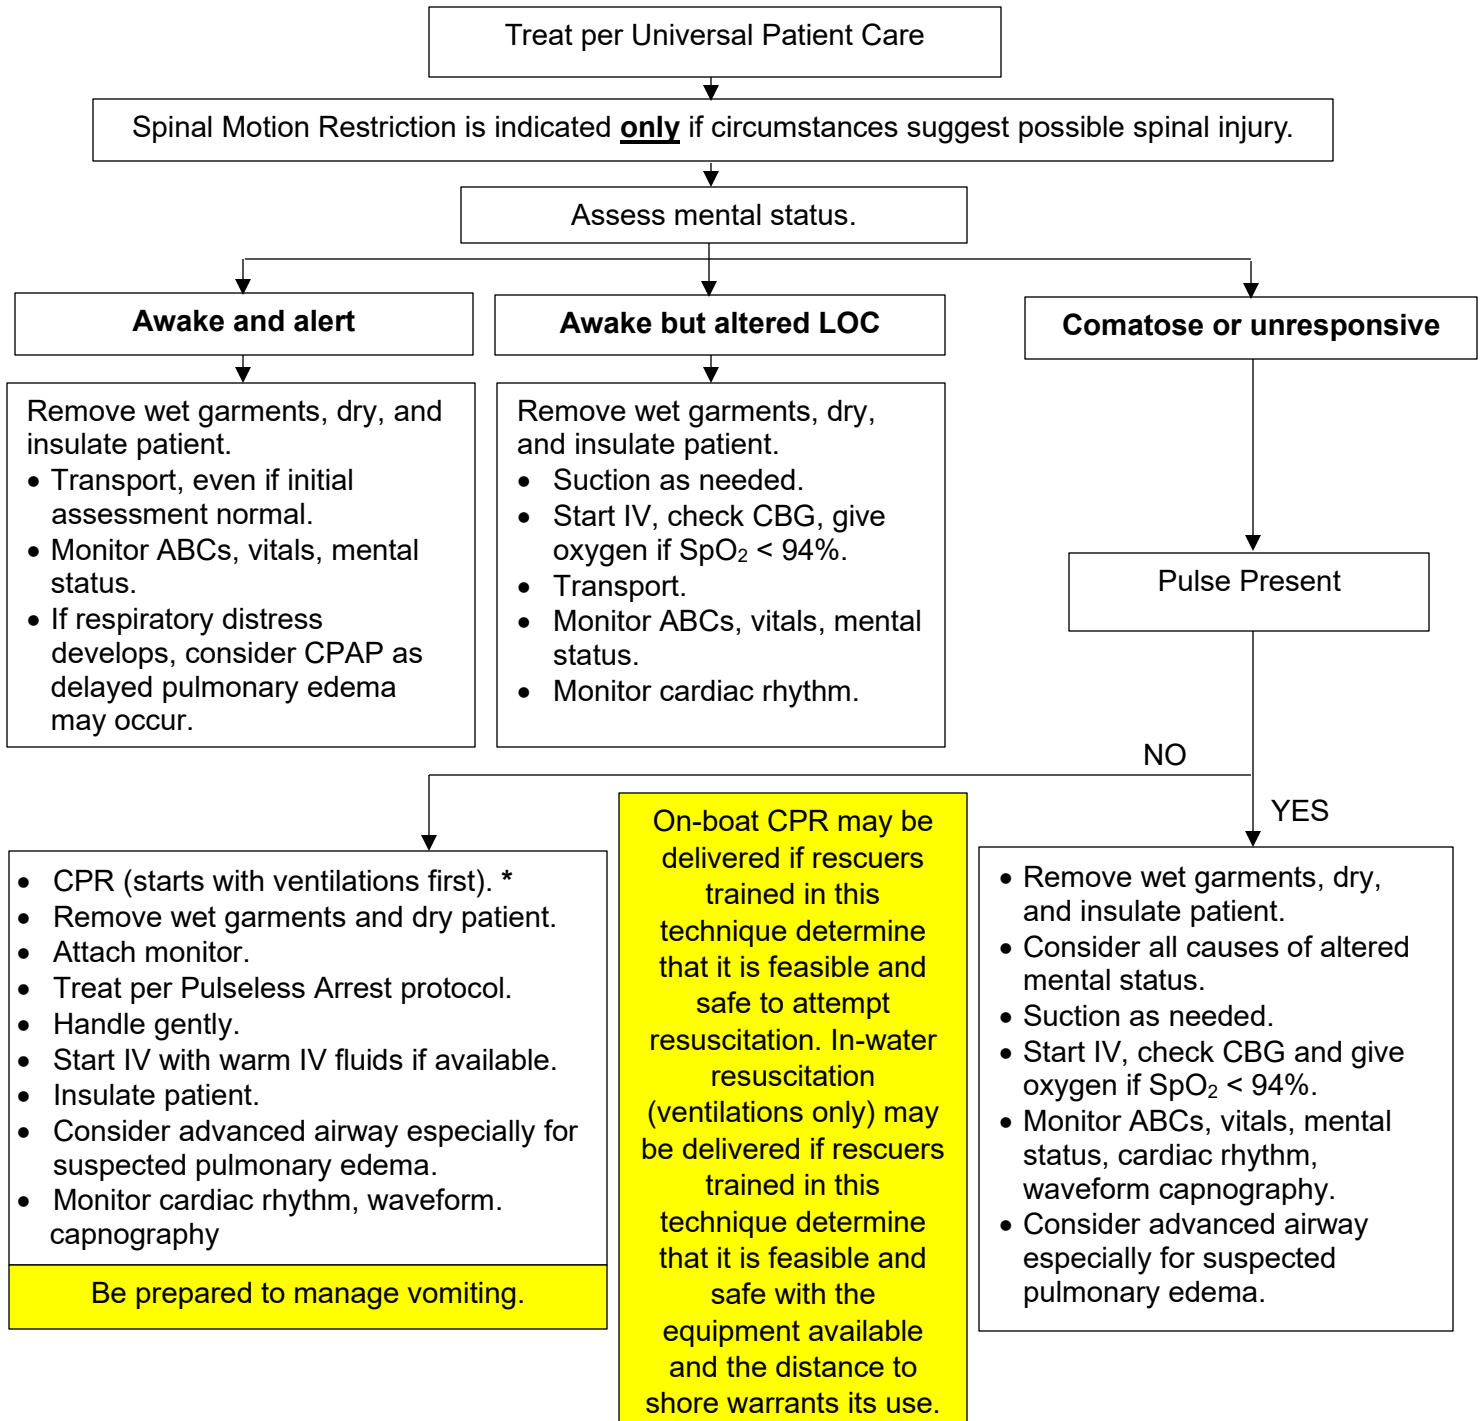 Treat per Universal Patient Care
Spinal Motion Restriction is indicated only if circumstances suggest possible spinal injury.
Assess mental status.
Awake and alert
Awake but altered LOC
Comatose or unresponsive
Remove wet garments, dry, and
insulate patient.
• Transport, even if initial
assessment normal.
• Monitor ABCs, vitals, mental
status.
• If respiratory distress
develops, consider CPAP as
delayed pulmonary edema
may occur.
Remove wet garments, dry,
and insulate patient.
• Suction as needed.
• Start IV, check CBG, give
oxygen if SpO₂ < 94%.
• Transport.
• Monitor ABCs, vitals, mental
status.
• Monitor cardiac rhythm.
Pulse Present
NO
YES
• CPR (starts with ventilations first). *
• Remove wet garments and dry patient.
• Attach monitor.
• Treat per Pulseless Arrest protocol.
• Handle gently.
• Start IV with warm IV fluids if available.
• Insulate patient.
• Consider advanced airway especially for
suspected pulmonary edema.
• Monitor cardiac rhythm, waveform.
capnography
Be prepared to manage vomiting.
On-boat CPR may be
delivered if rescuers
trained in this
technique determine
that it is feasible and
safe to attempt
resuscitation. In-water
resuscitation
(ventilations only) may
be delivered if rescuers
trained in this
technique determine
that it is feasible and
safe with the
equipment available
and the distance to
shore warrants its use.
• Remove wet garments, dry,
and insulate patient.
• Consider all causes of altered
mental status.
• Suction as needed.
• Start IV, check CBG and give
oxygen if SpO₂ < 94%.
• Monitor ABCs, vitals, mental
status, cardiac rhythm,
waveform capnography.
• Consider advanced airway
especially for suspected
pulmonary edema.